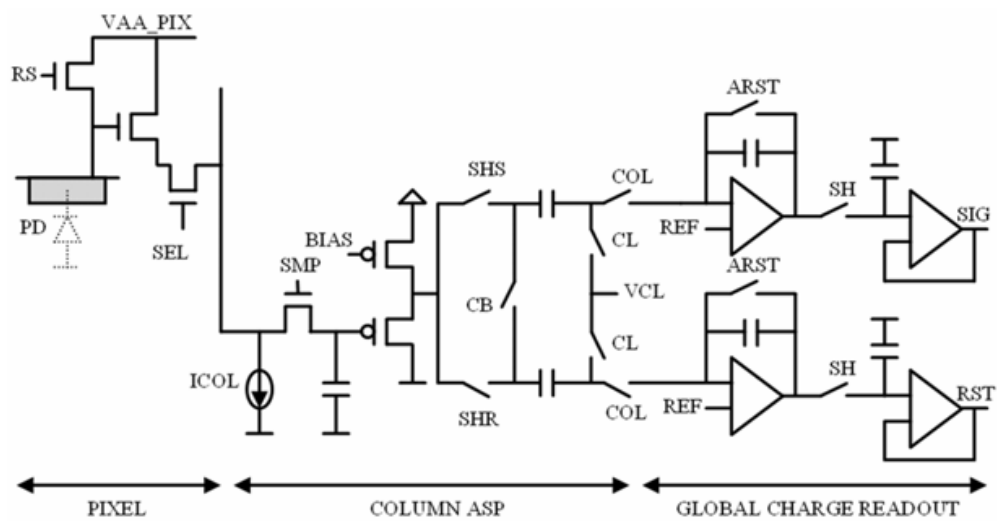 VAA_PIX
RS
PD
SEL
SMP
BIAS
ICOL
SHS
CB
SHR
COL
CL
VCL
CL
COL
ARST
REF
SH
SIG
ARST
REF
SH
RST
PIXEL
COLUMN ASP
GLOBAL CHARGE READOUT